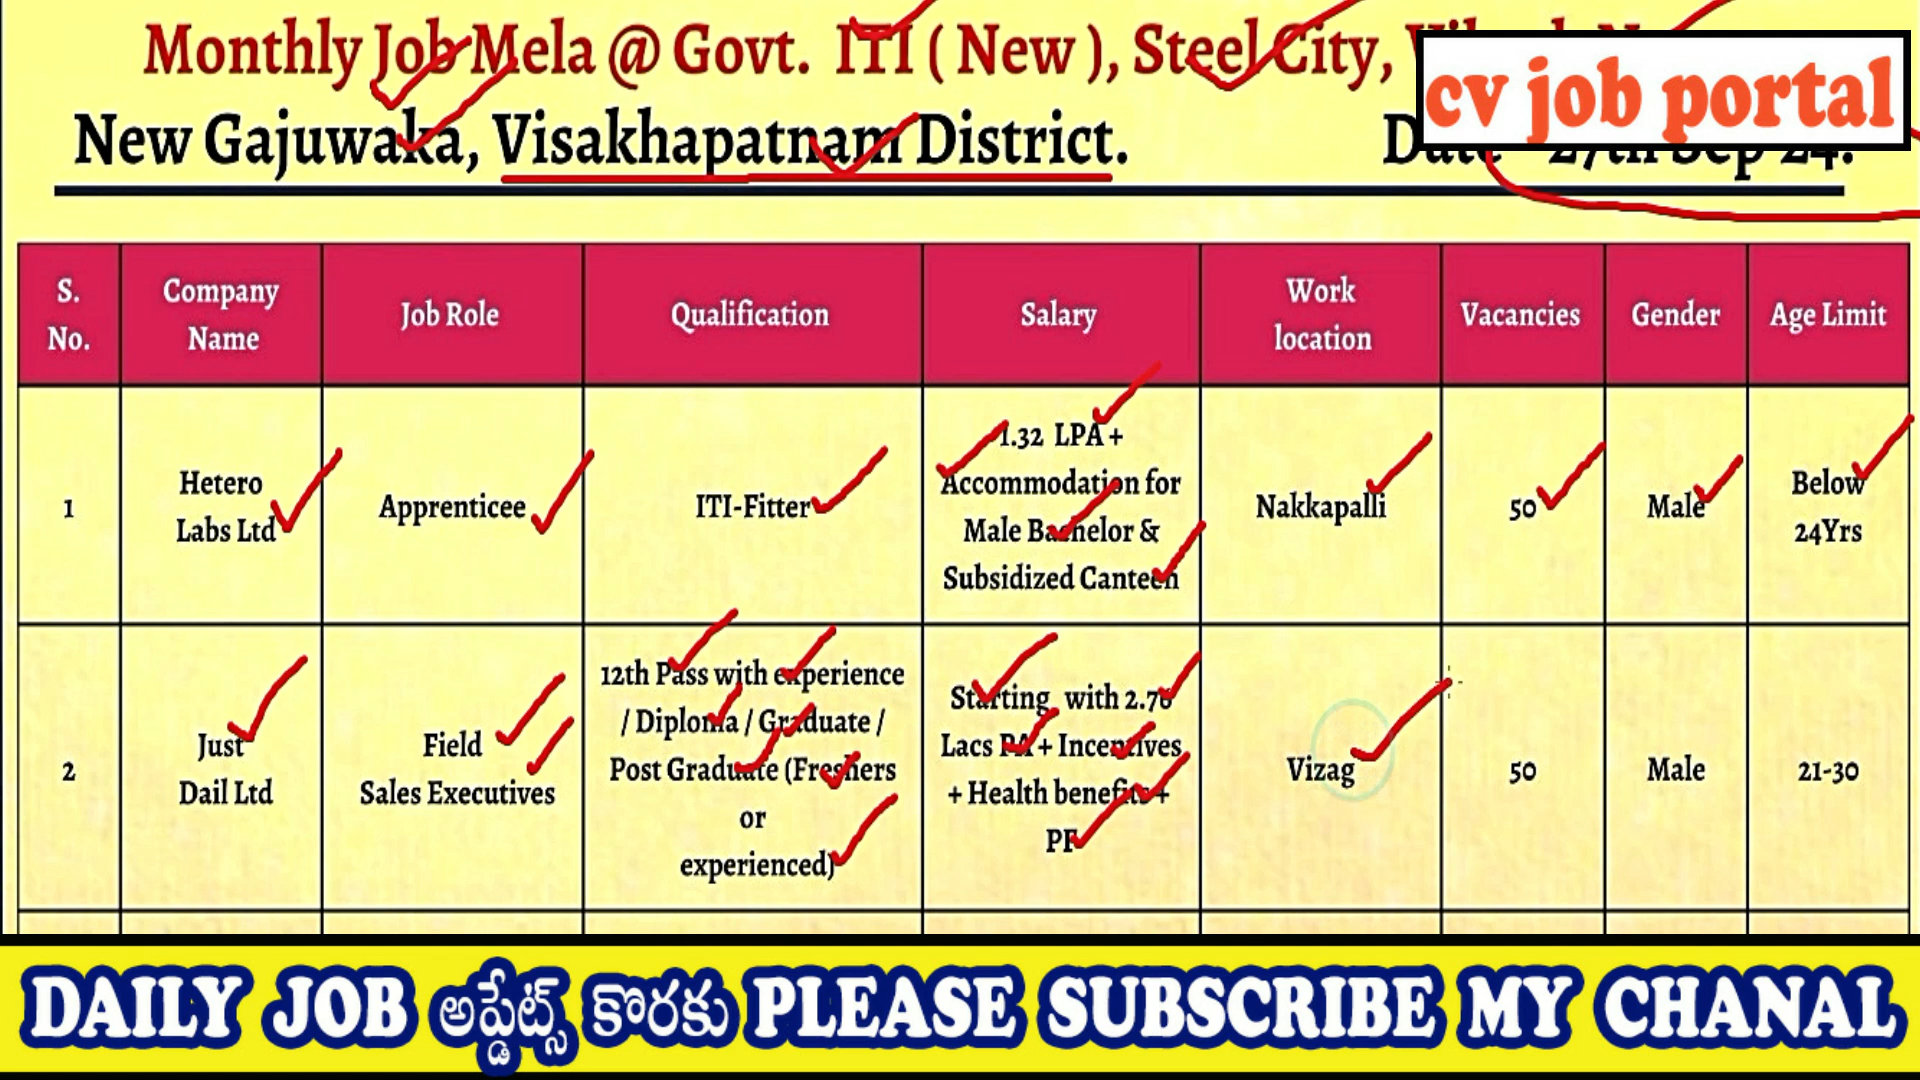 Monthly Job Mela @ Govt. ITI ( New ), Steel City,
cv job portal
New Gajuwaka, Visakhapatnam District.
Date 27th Sep 24.
S. No.
Company Name
Job Role
Qualification
Salary
Work location
Vacancies
Gender
Age Limit
1
Hetero
Labs Ltd
Apprenticee
ITI-Fitter
1.32 LPA +
Accommodation for
Male Bachelor &
Subsidized Canteen
Nakkapalli
50
Male
Below
24Yrs
2
Just
Dail Ltd
Field
Sales Executives
12th Pass with experience
/ Diploma / Graduate /
Post Graduate (Freshers
or
experienced)
Starting with 2.76
Lacs PA + Incentives
+ Health benefits +
PF
Vizag
50
Male
21-30
DAILY JOB అప్డేట్స్ కొరకు PLEASE SUBSCRIBE MY CHANAL